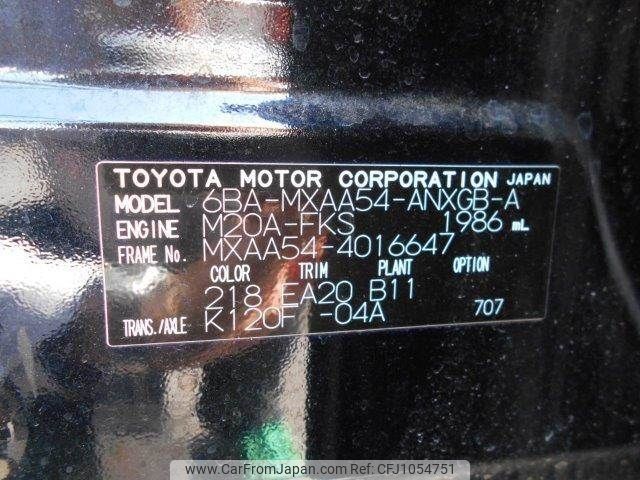 TOYOTA MOTOR CORPORATION JAPAN
MODEL 6BA-MXAA54-ANXGB-A
ENGINE M20A-FKS 1986 mL
FRAME No. MXAA54-4016647
COLOR TRIM PLANT OPTION
218 EA20 B11
TRANS./AXLE K120F -04A 707
www.CarFromJapan.com | ReferenceNo.CFJ1054751